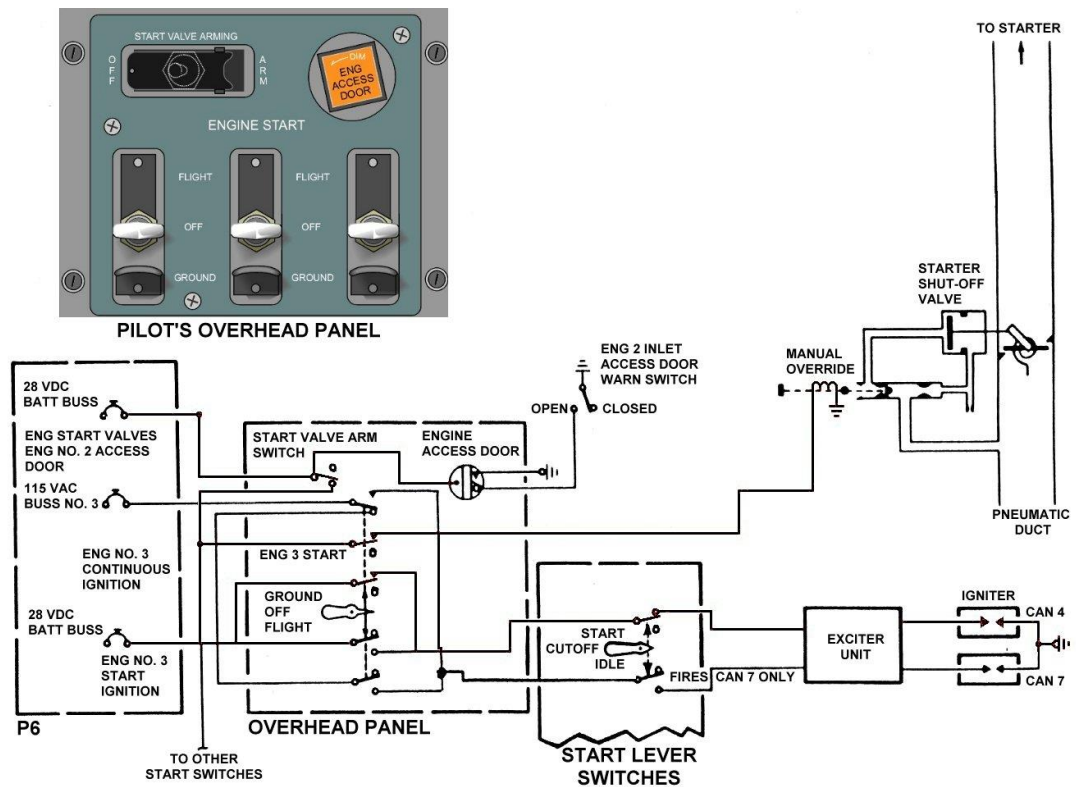 START VALVE ARMING
OFF
ARM
DIM
ENG
ACCESS
DOOR
ENGINE START
FLIGHT
FLIGHT
OFF
OFF
GROUND
GROUND
PILOT'S OVERHEAD PANEL
TO STARTER
STARTER
SHUT-OFF
VALVE
MANUAL
OVERRIDE
PNEUMATIC
DUCT
ENG 2 INLET
ACCESS DOOR
WARN SWITCH
OPEN
CLOSED
28 VDC
BATT BUSS
ENG START VALVES
ENG NO. 2 ACCESS
DOOR
115 VAC
BUSS NO. 3
ENG NO. 3
CONTINUOUS
IGNITION
28 VDC
BATT BUSS
ENG NO. 3
START
IGNITION
P6
START VALVE ARM
SWITCH
ENGINE
ACCESS DOOR
ENG 3 START
GROUND
OFF
FLIGHT
OVERHEAD PANEL
TO OTHER
START SWITCHES
START
CUTOFF
IDLE
FIRES CAN 7 ONLY
START LEVER
SWITCHES
EXCITER
UNIT
IGNITER
CAN 4
CAN 7